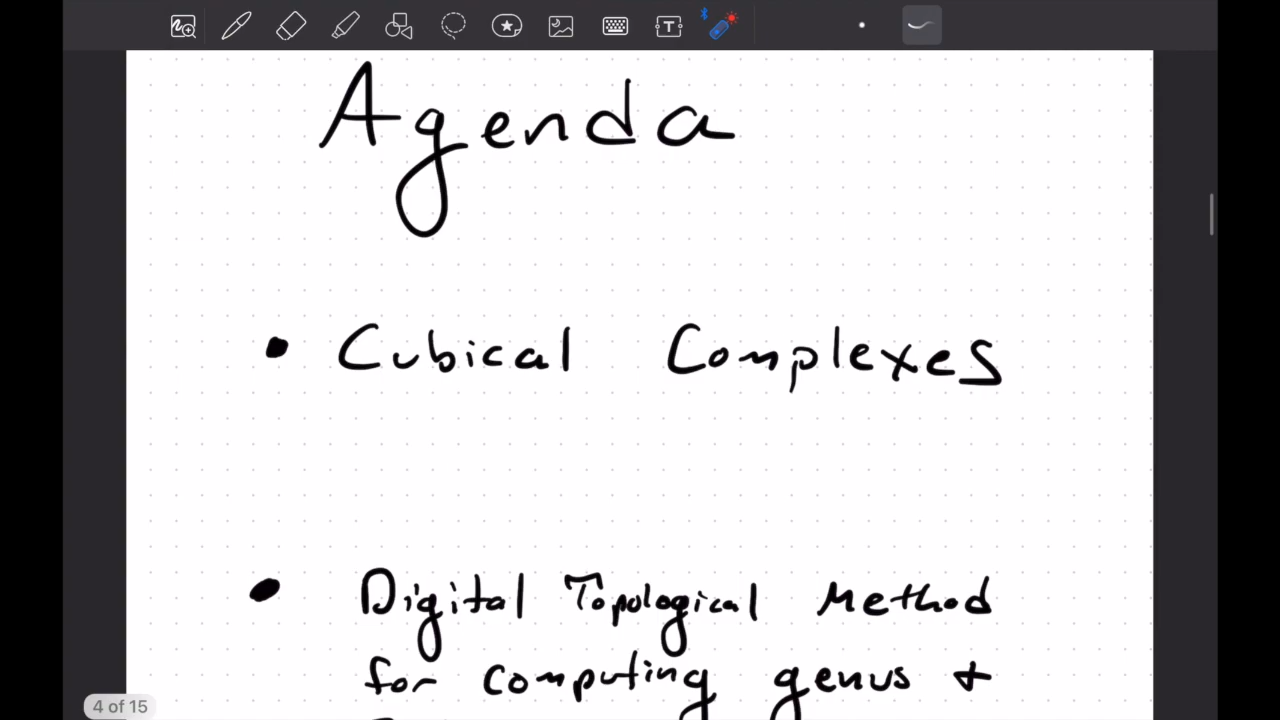 Agenda
• Cubical Complexes
• Digital Topological Method
for computing genus +
4 of 15